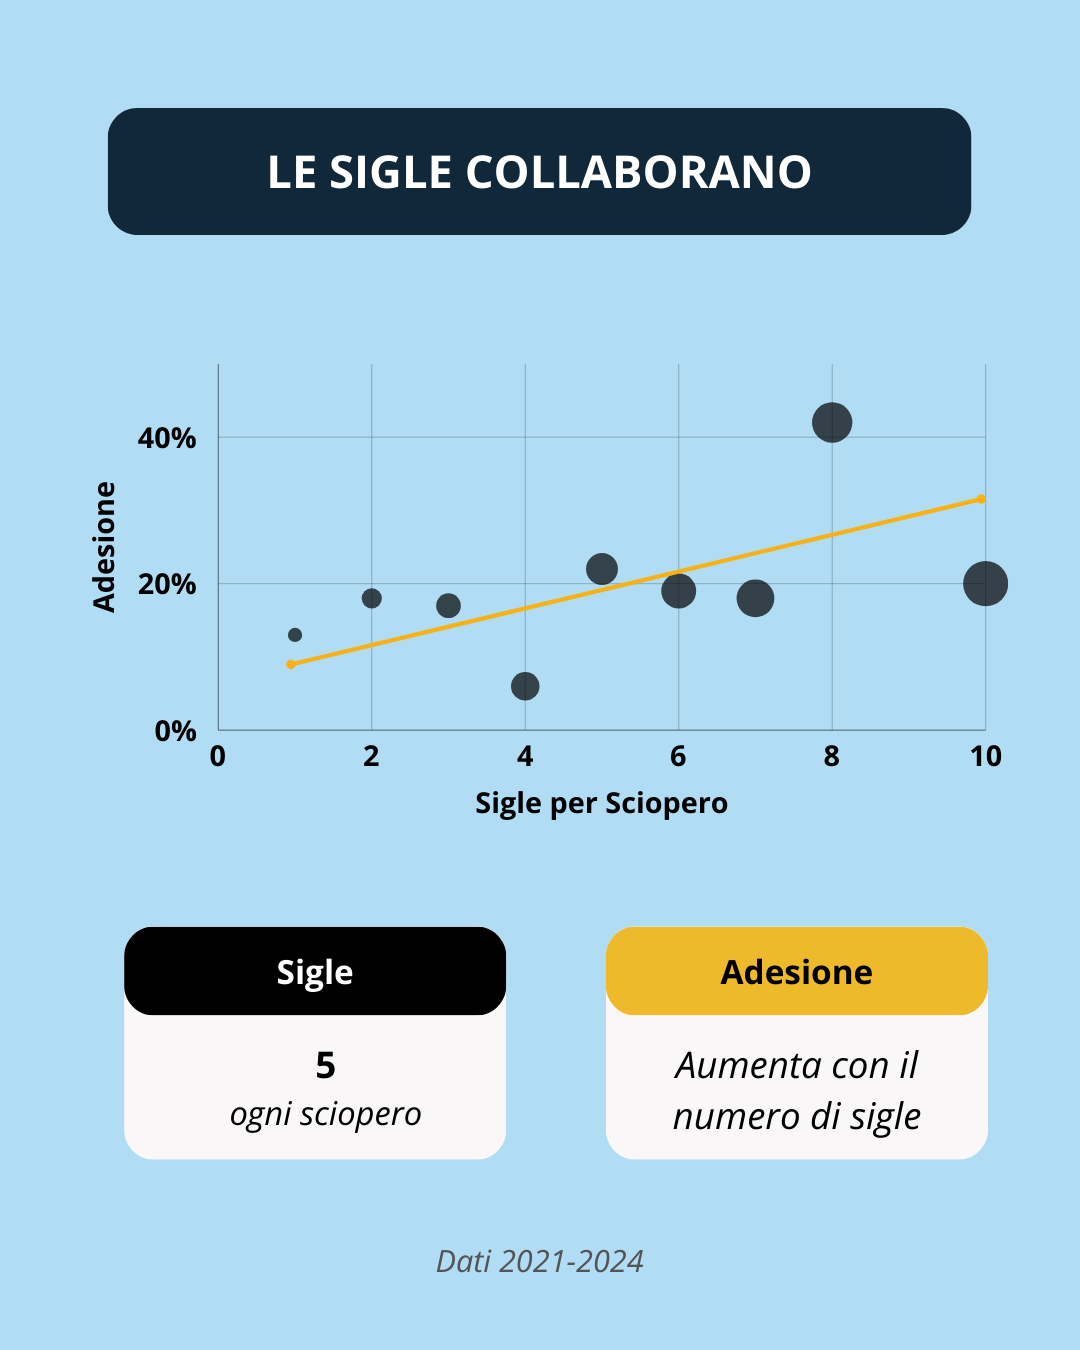 LE SIGLE COLLABORANO
40%
20%
0%
Adesione
0 2 4 6 8 10
Sigle per Sciopero
Sigle
5
ogni sciopero
Adesione
Aumenta con il
numero di sigle
Dati 2021-2024